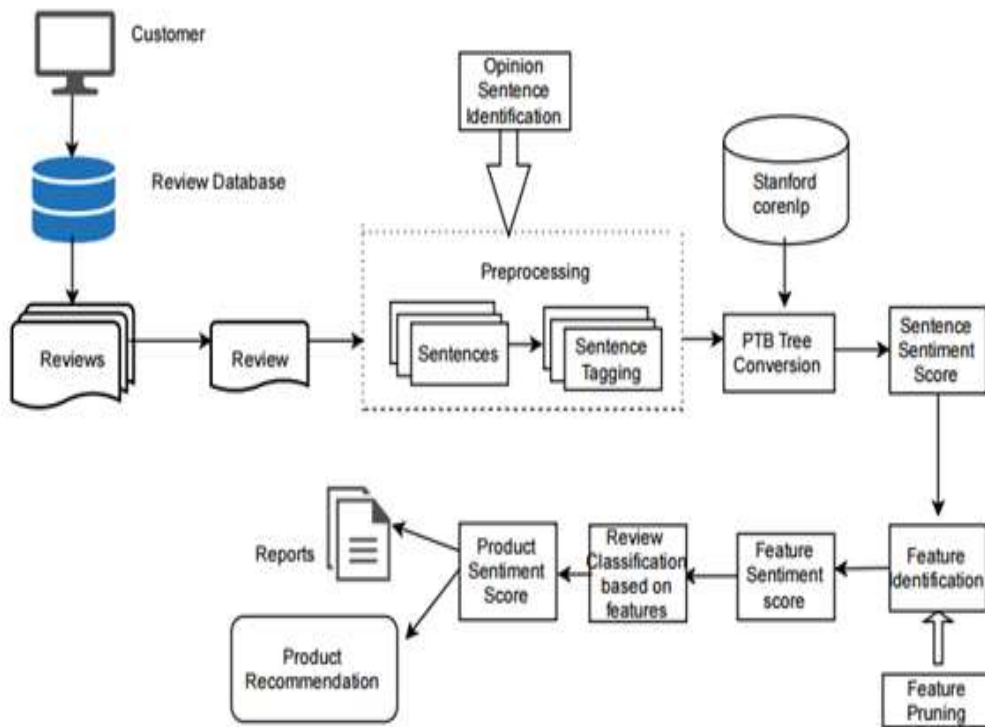 Customer
Opinion
Sentence
Identification
Review Database
Stanford
corenlp
Preprocessing
Reviews
Review
Sentences
Sentence
Tagging
PTB Tree
Conversion
Sentence
Sentiment
Score
Reports
Product
Sentiment
Score
Review
Classification
based on
features
Feature
Sentiment
score
Feature
identification
Product
Recommendation
Feature
Pruning